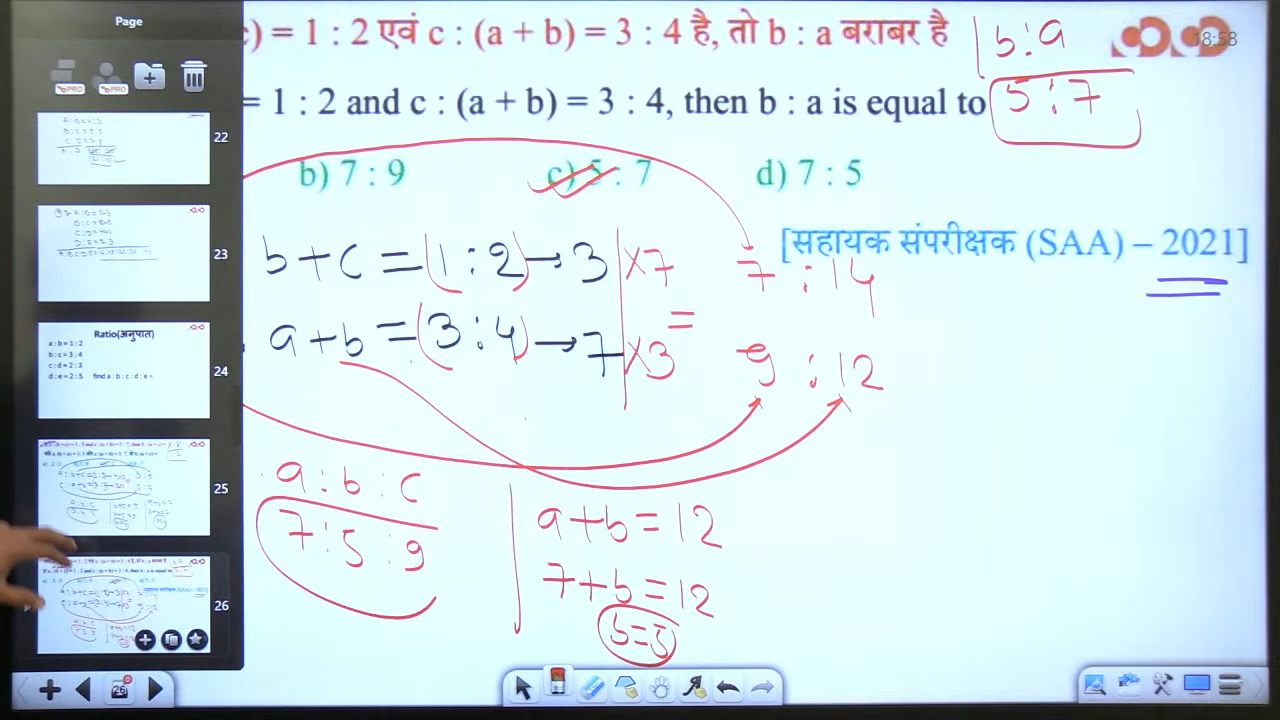 Page
PRO
PRO
22
23
Ratio(अनुपात)
a : b = 1 : 2
b : c = 3 : 4
c : d = 2 : 3
d : e = 2 : 5 find a : b : c : d : e =
24
25
26
c) = 1 : 2 एवं c : (a + b) = 3 : 4 है, तो b : a बराबर है
b : a
18:58
= 1 : 2 and c : (a + b) = 3 : 4, then b : a is equal to
5 : 7
b) 7 : 9 c) 5 : 7 d) 7 : 5
[सहायक संपरीक्षक (SAA) – 2021]
b+c = (1 : 2) → 3 ×7 7 : 14
=
a+b = (3 : 4) → 7 ×3 9 : 12
a : b : c
7 : 5 : 9
a+b = 12
7+b = 12
b=5
26